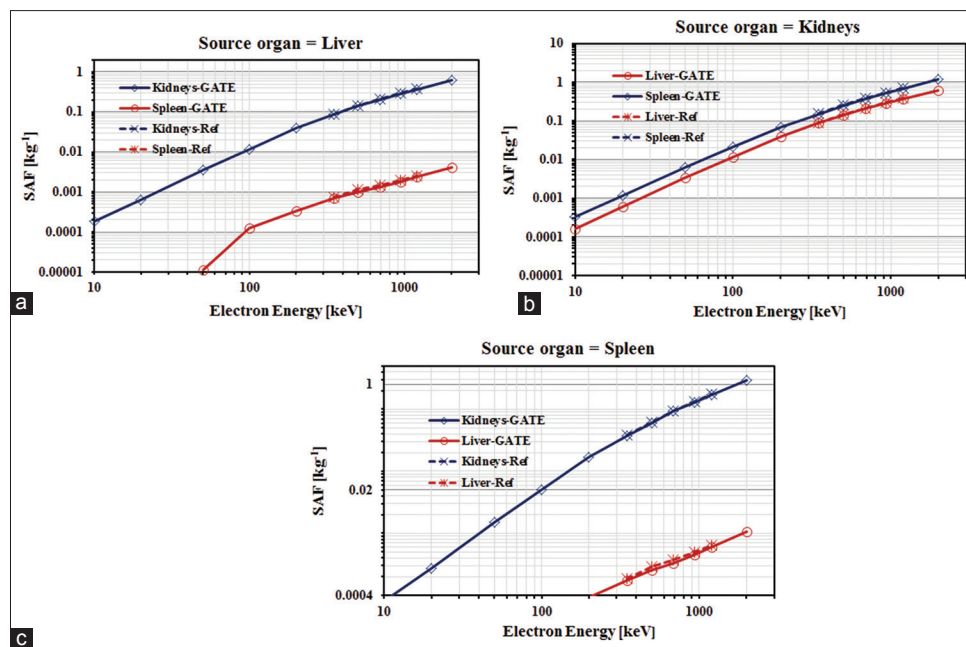 a
Source organ = Liver
1
0.1
0.01
0.001
0.0001
0.00001
SAF [kg-1]
Kidneys-GATE
Spleen-GATE
Kidneys-Ref
Spleen-Ref
10
100
1000
Electron Energy [keV]
b
Source organ = Kidneys
10
1
0.1
0.01
0.001
0.0001
0.00001
SAF [kg-1]
Liver-GATE
Spleen-GATE
Liver-Ref
Spleen-Ref
10
100
1000
Electron Energy [keV]
c
Source organ = Spleen
1
0.02
0.0004
SAF [kg-1]
Kidneys-GATE
Liver-GATE
Kidneys-Ref
Liver-Ref
10
100
1000
Electron Energy [keV]